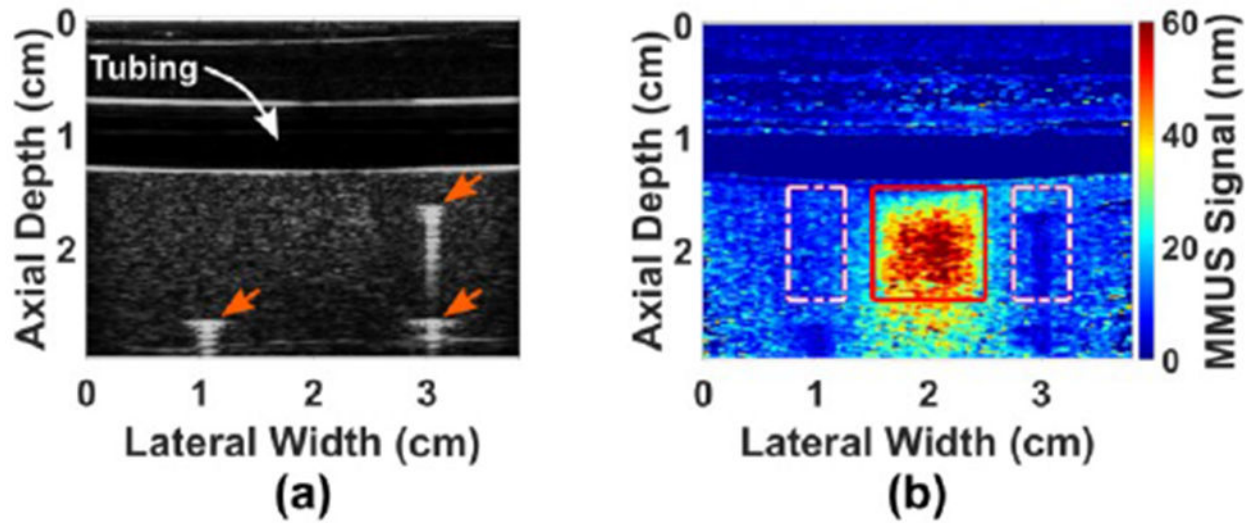 0
1
2
Axial Depth (cm)
Tubing
0 1 2 3
Lateral Width (cm)
(a)
0
1
2
Axial Depth (cm)
0 1 2 3
Lateral Width (cm)
(b)
60
40
20
0
MMUS Signal (nm)